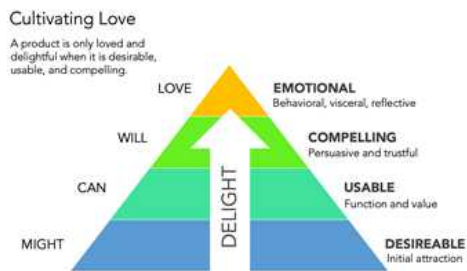 Cultivating Love
A product is only loved and
delightful when it is desirable,
usable, and compelling.
LOVE
EMOTIONAL
Behavioral, visceral, reflective
WILL
COMPELLING
Persuasive and trustful
CAN
USABLE
Function and value
MIGHT
DESIREABLE
Initial attraction
DELIGHT